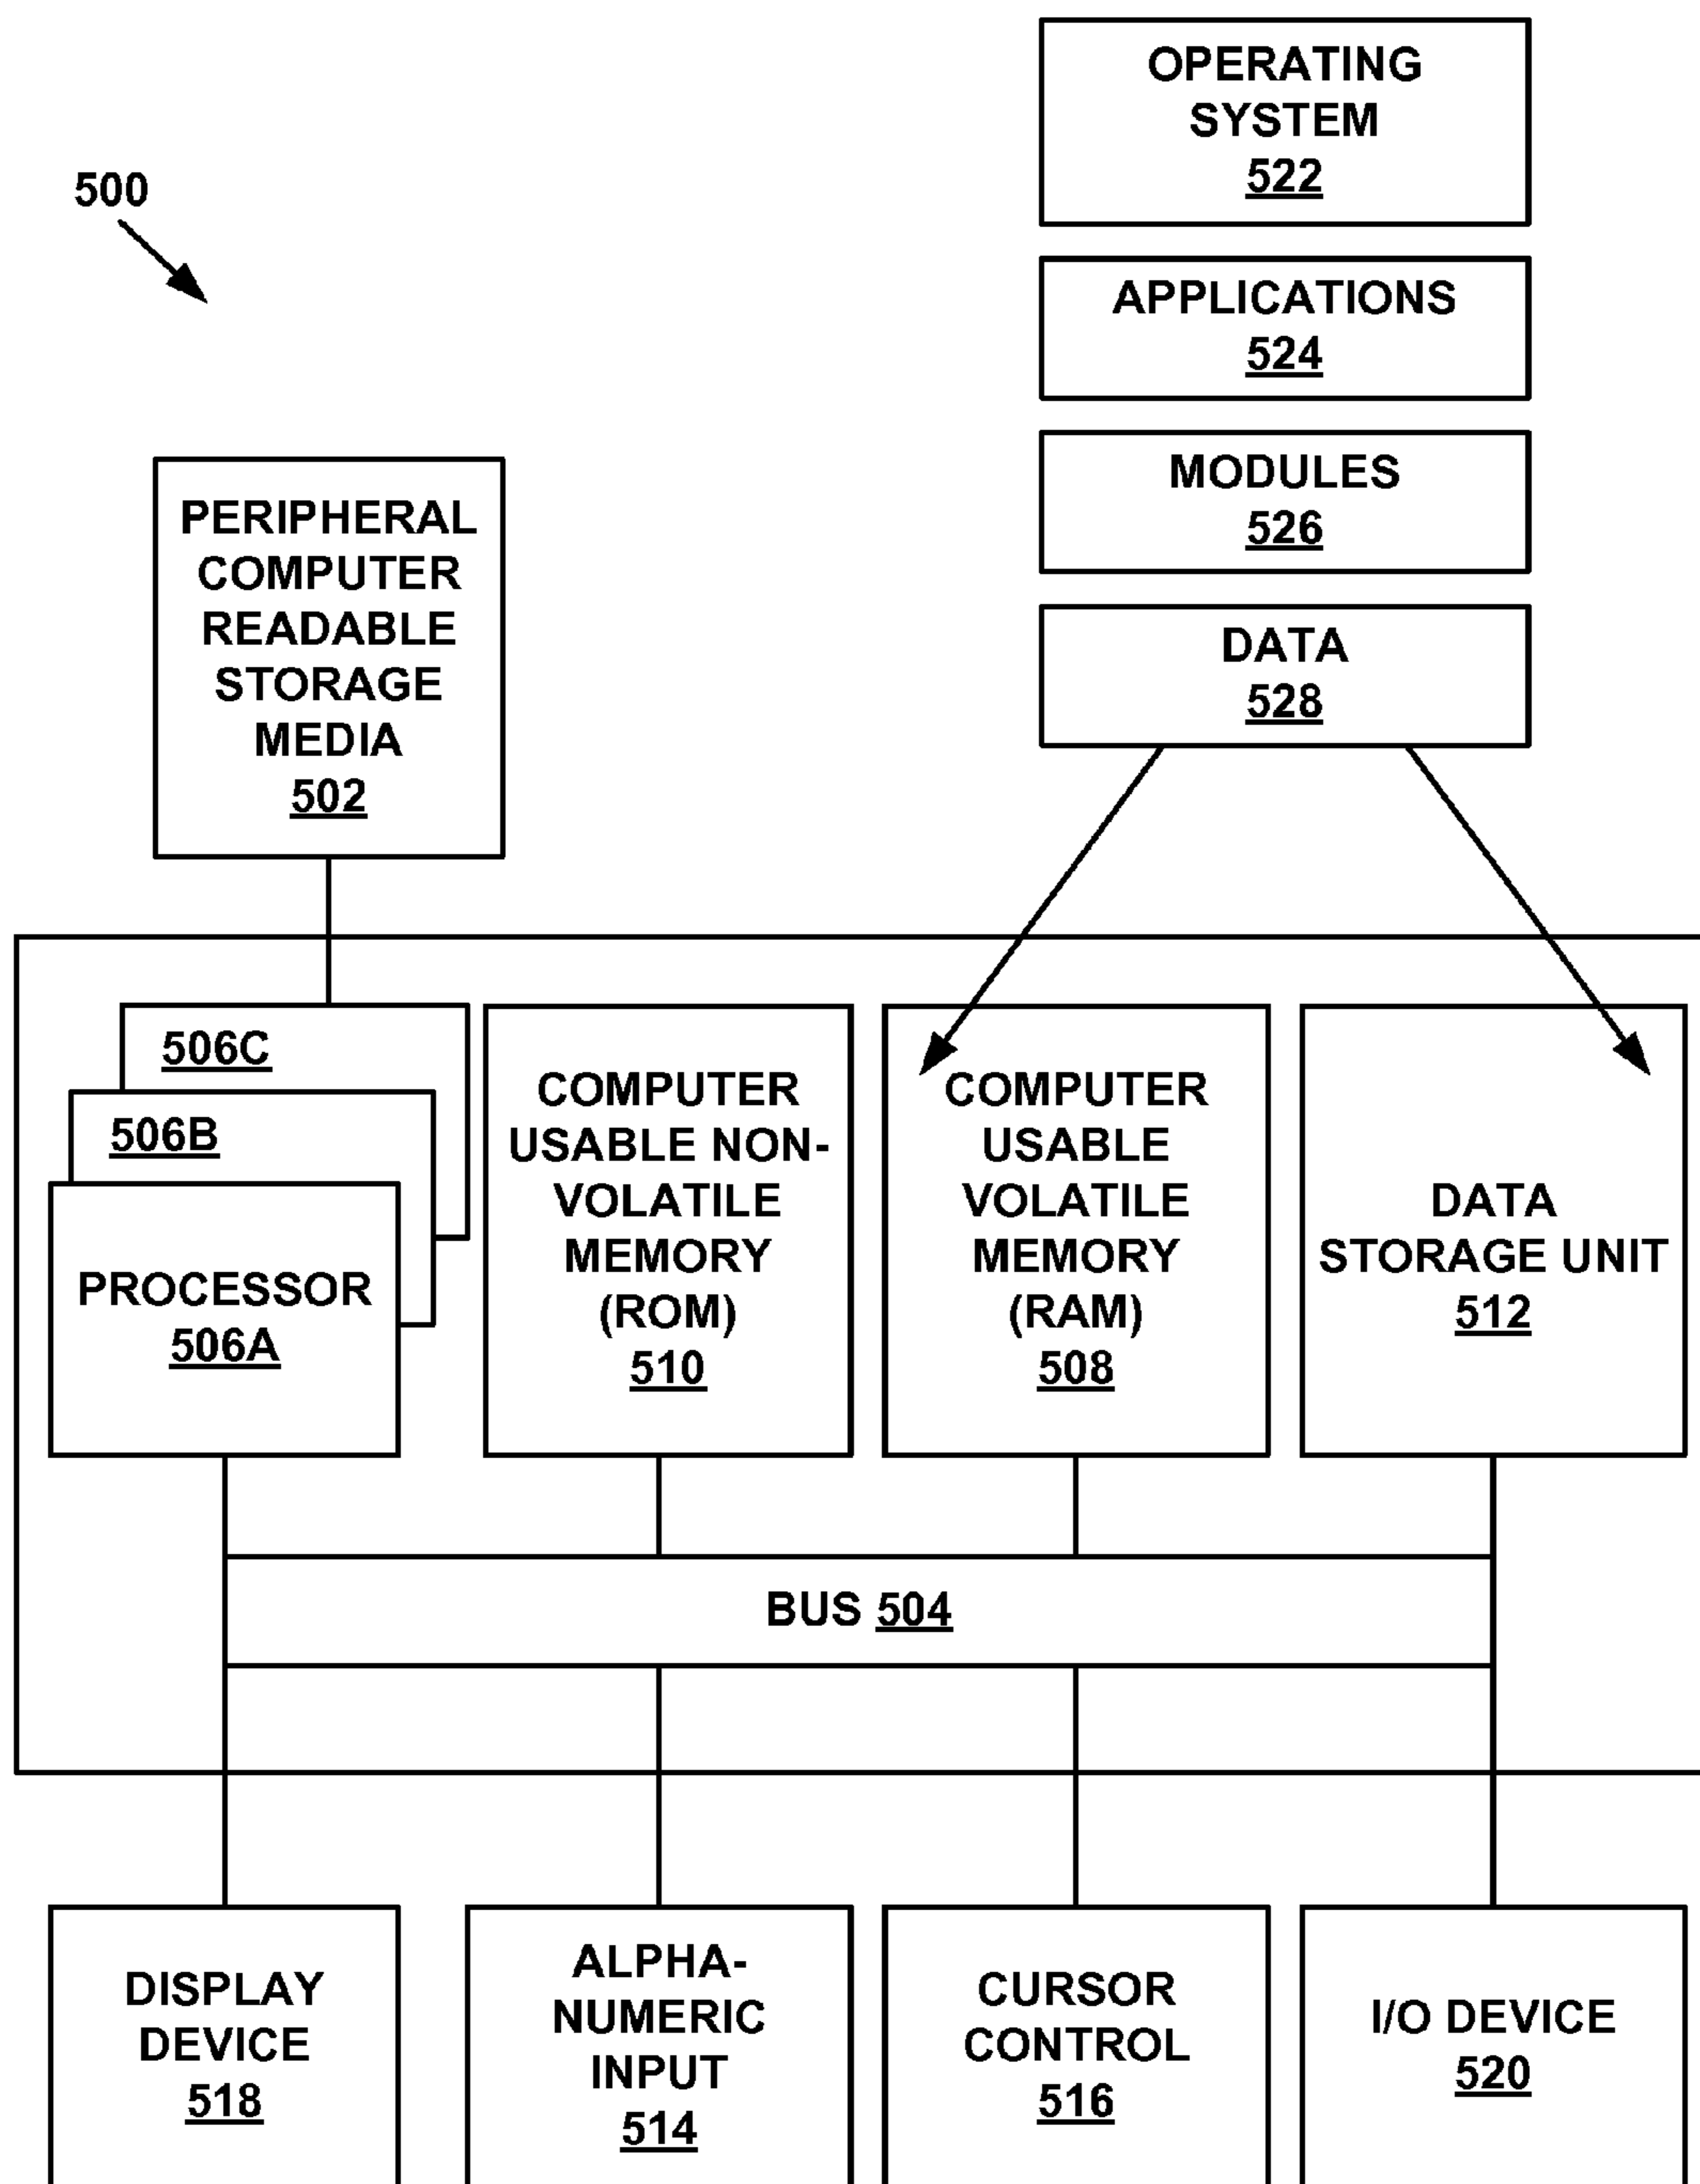 500
OPERATING
SYSTEM
522
APPLICATIONS
524
MODULES
526
DATA
528
PERIPHERAL
COMPUTER
READABLE
STORAGE
MEDIA
502
506C
506B
PROCESSOR
506A
COMPUTER
USABLE NON-
VOLATILE
MEMORY
(ROM)
510
COMPUTER
USABLE
VOLATILE
MEMORY
(RAM)
508
DATA
STORAGE UNIT
512
BUS 504
DISPLAY
DEVICE
518
ALPHA-
NUMERIC
INPUT
514
CURSOR
CONTROL
516
I/O DEVICE
520